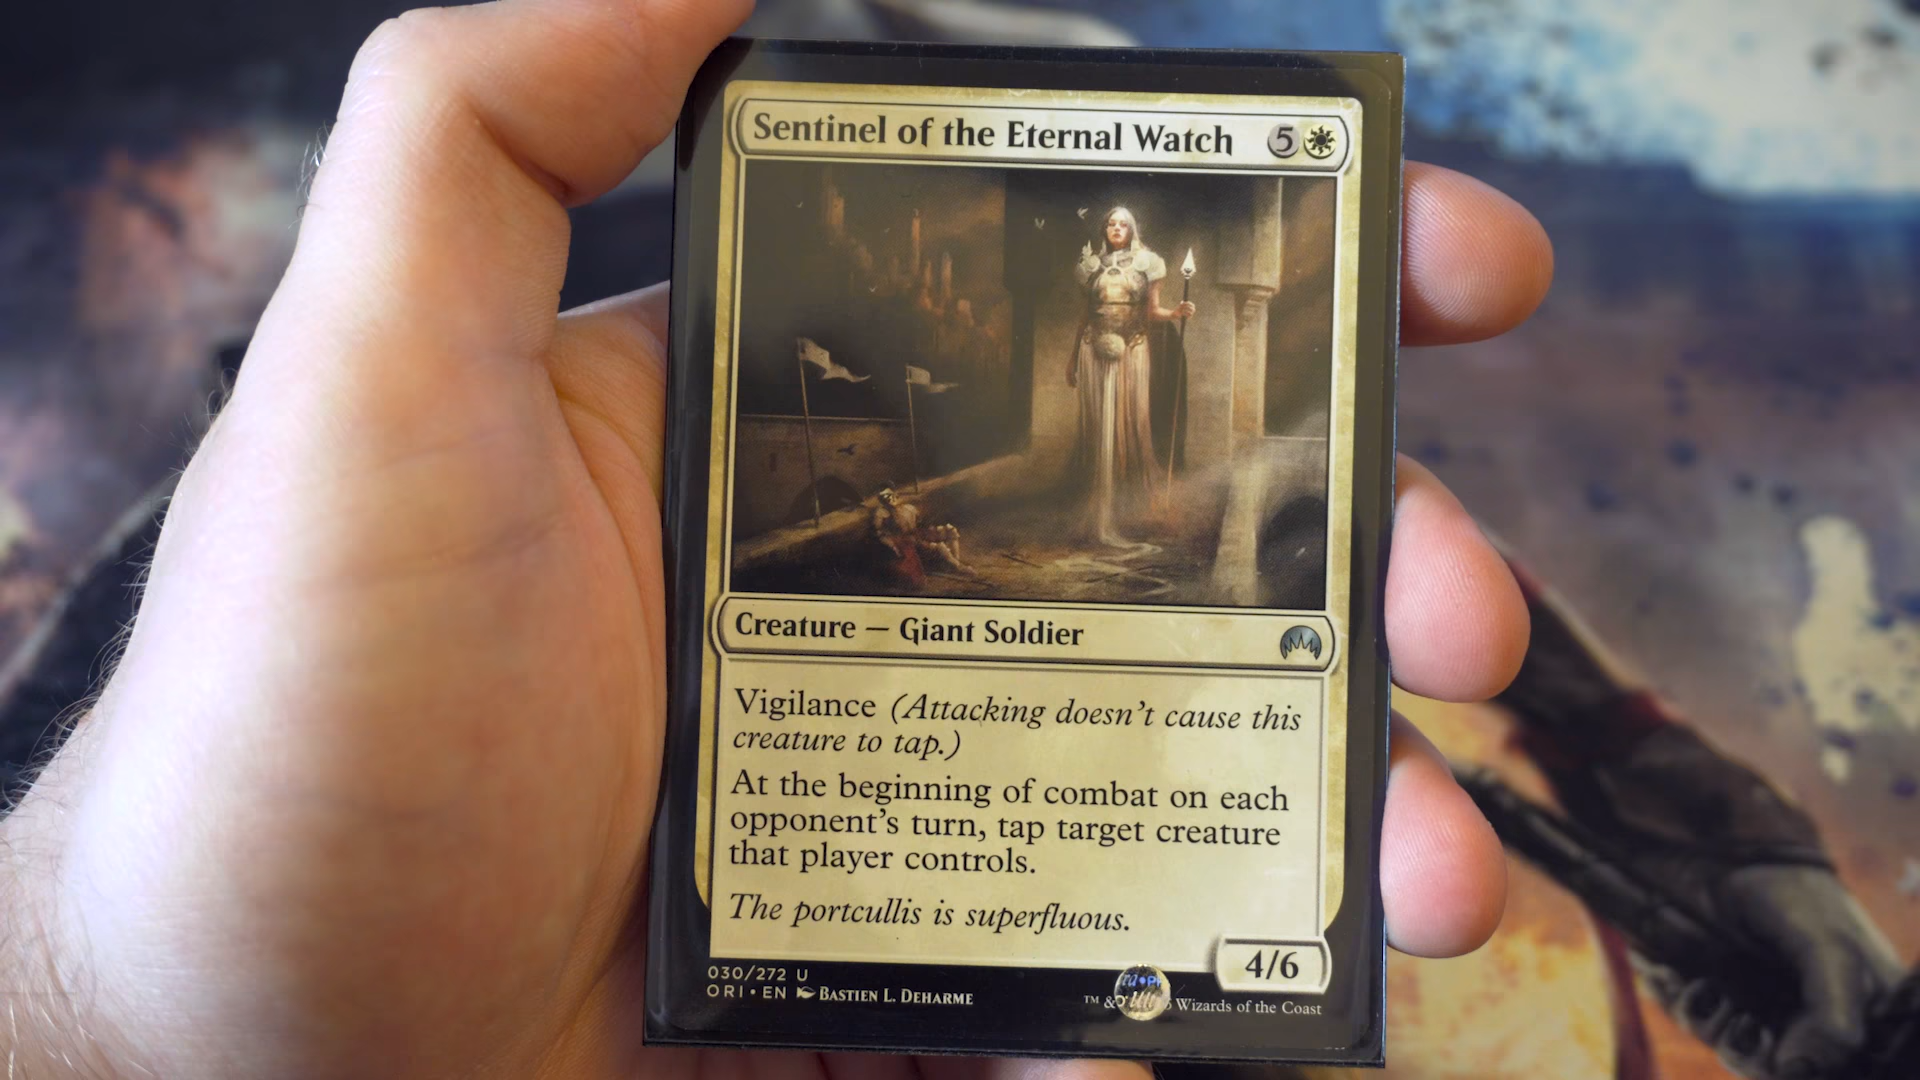 Sentinel of the Eternal Watch 5
Creature — Giant Soldier
Vigilance (Attacking doesn't cause this
creature to tap.)
At the beginning of combat on each
opponent's turn, tap target creature
that player controls.
The portcullis is superfluous.
4/6
030/272 U
ORI • EN Bastien L. Deharme
™ & Wizards of the Coast